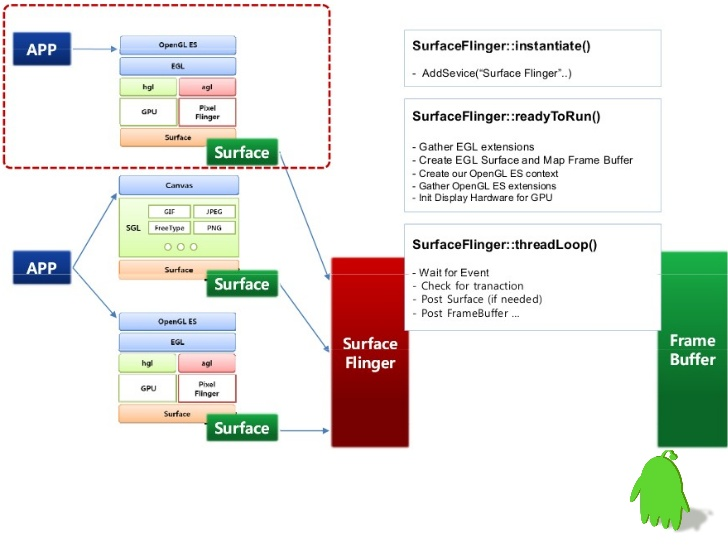 APP
OpenGL ES
EGL
hgl
agl
GPU
Pixel
Flinger
Surface
Surface
APP
Canvas
SGL
GIF
JPEG
FreeType
PNG
Surface
Surface
OpenGL ES
EGL
hgl
agl
GPU
Pixel
Flinger
Surface
Surface
Surface
Flinger
SurfaceFlinger::instantiate()
- AddSevice(“Surface Flinger”..)
SurfaceFlinger::readyToRun()
- Gather EGL extensions
- Create EGL Surface and Map Frame Buffer
- Create our OpenGL ES context
- Gather OpenGL ES extensions
- Init Display Hardware for GPU
SurfaceFlinger::threadLoop()
- Wait for Event
- Check for tranaction
- Post Surface (if needed)
- Post FrameBuffer ...
Frame
Buffer